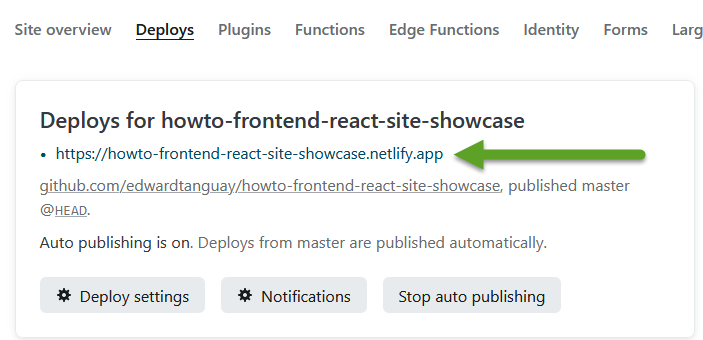 Site overview Deploys Plugins Functions Edge Functions Identity Forms Larg
Deploys for howto-frontend-react-site-showcase
• https://howto-frontend-react-site-showcase.netlify.app
github.com/edwardtanguay/howto-frontend-react-site-showcase, published master
@HEAD.
Auto publishing is on. Deploys from master are published automatically.
Deploy settings Notifications Stop auto publishing